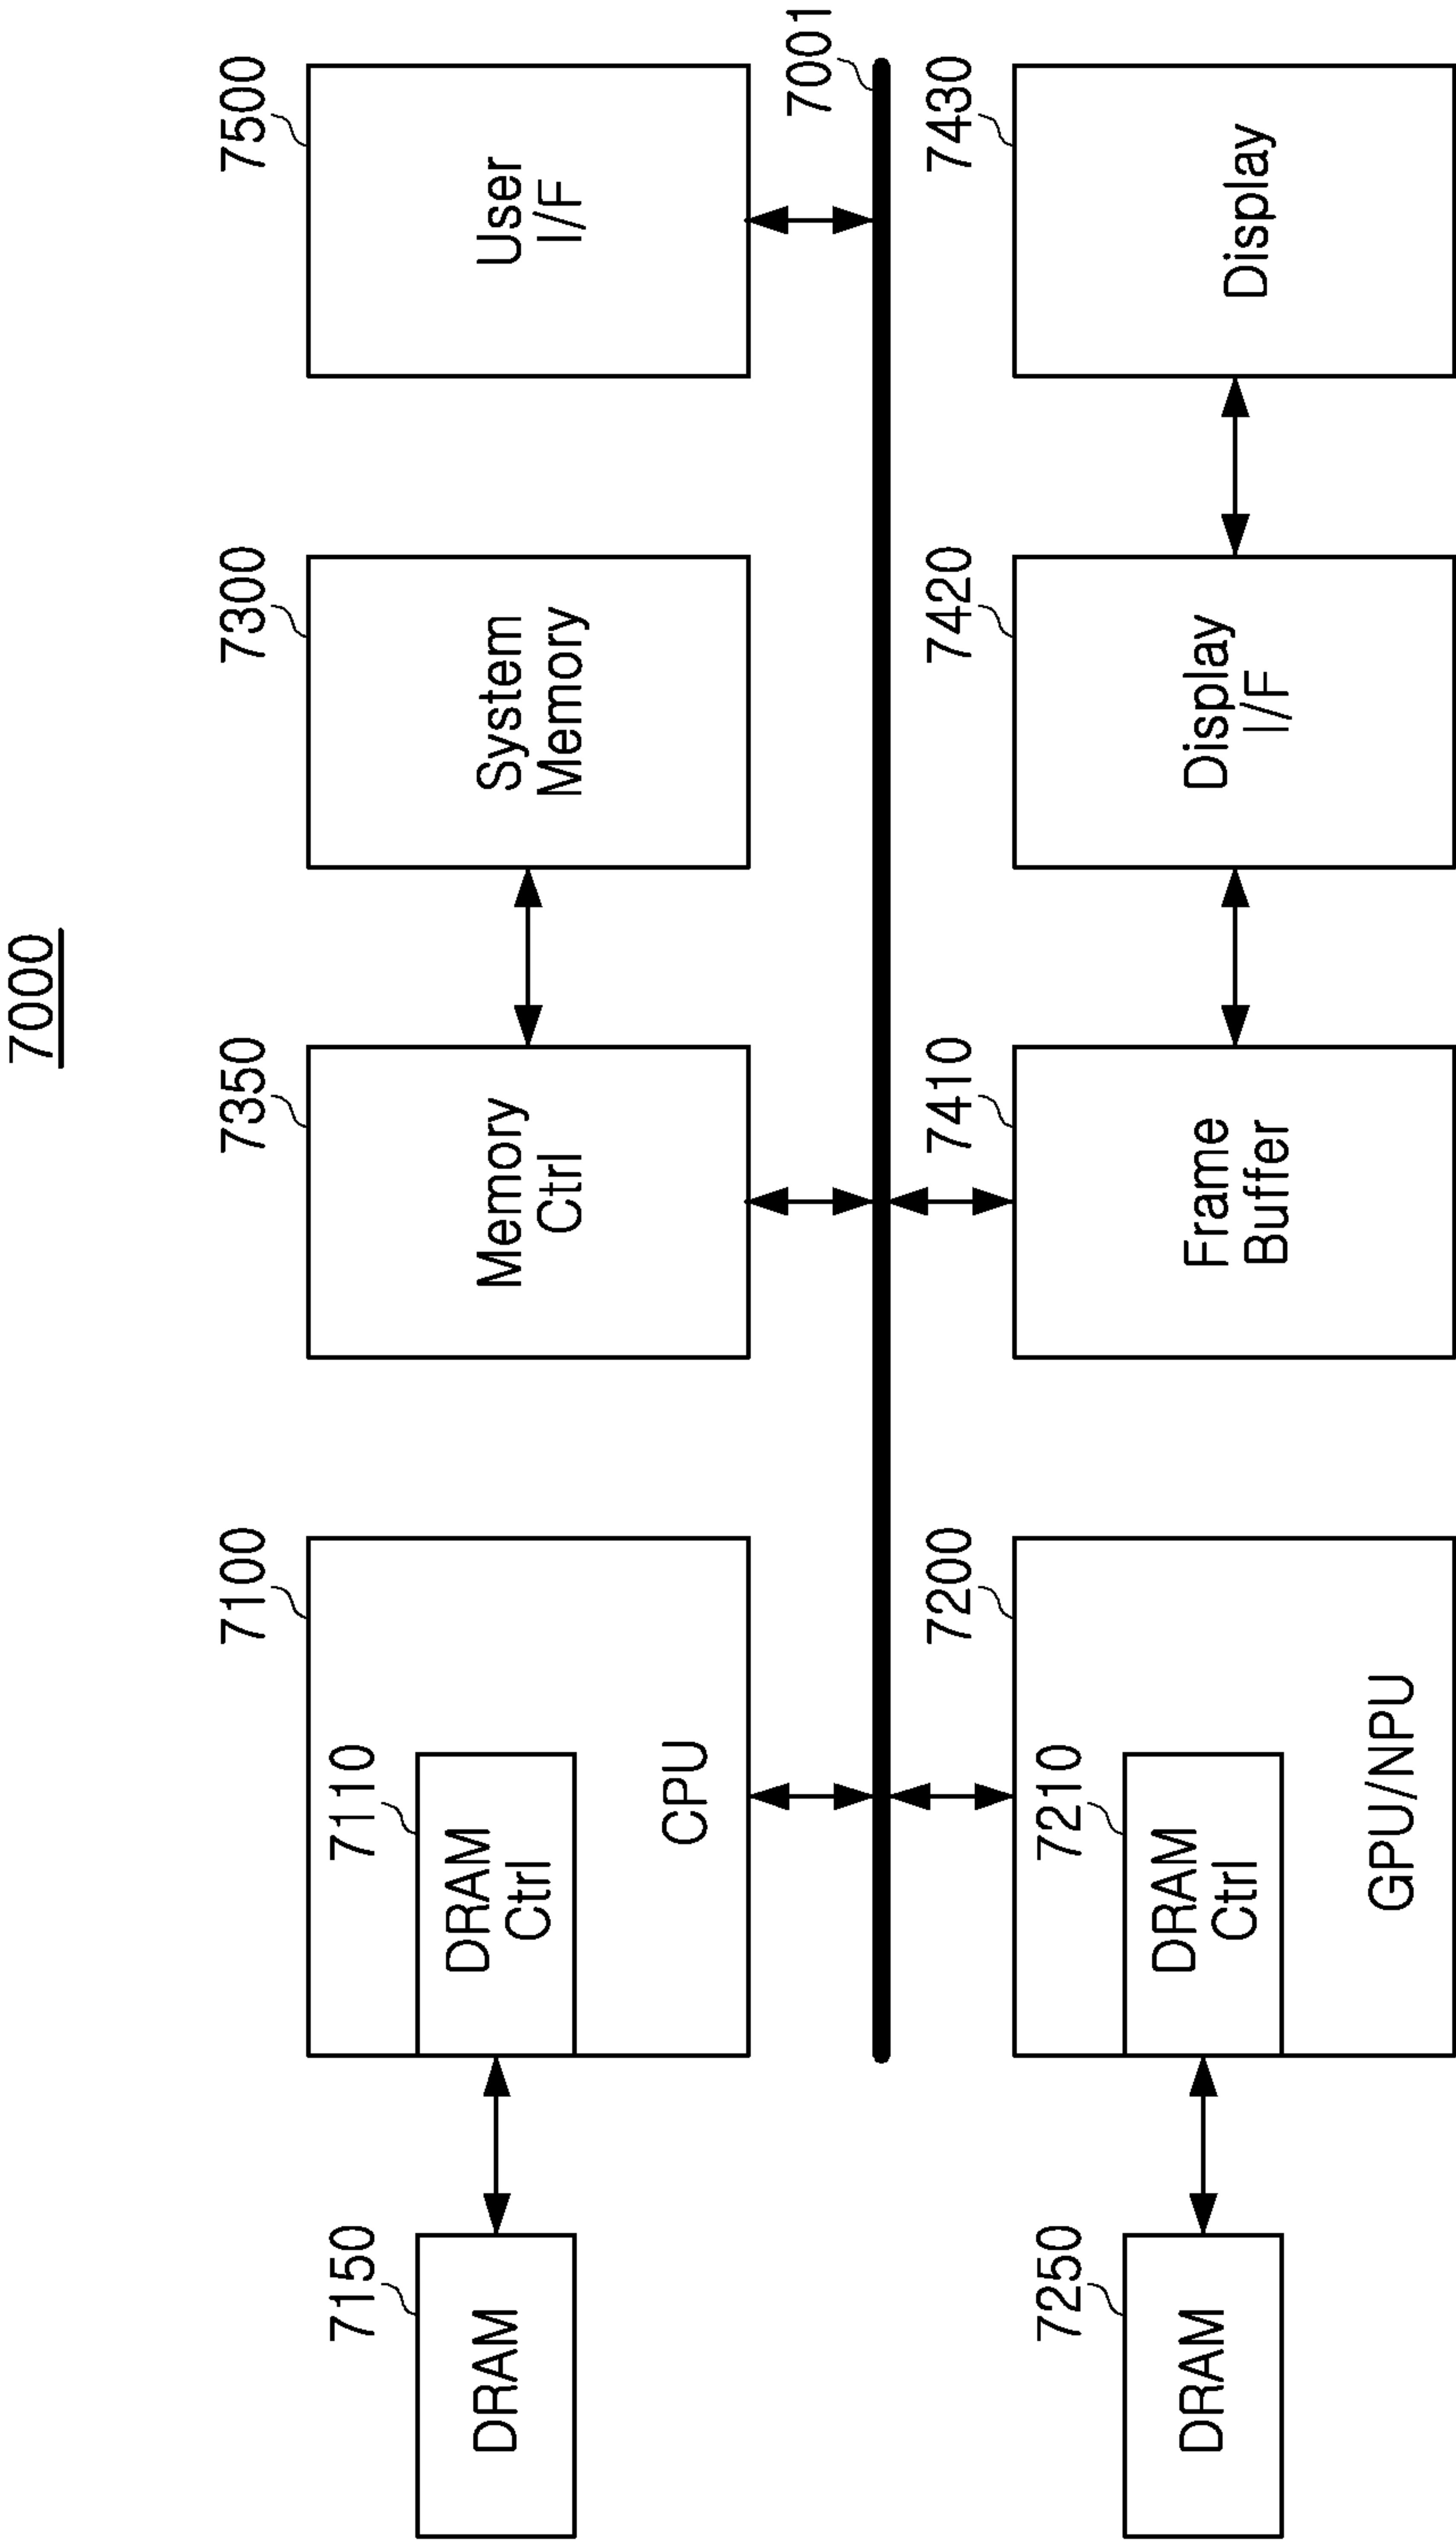 7000
7100
7350
7300
7500
7110
7150
DRAM
DRAM
Ctrl
CPU
Memory
Ctrl
System
Memory
User
I/F
7001
7200
7410
7420
7430
7210
7250
DRAM
DRAM
Ctrl
GPU/NPU
Frame
Buffer
Display
I/F
Display